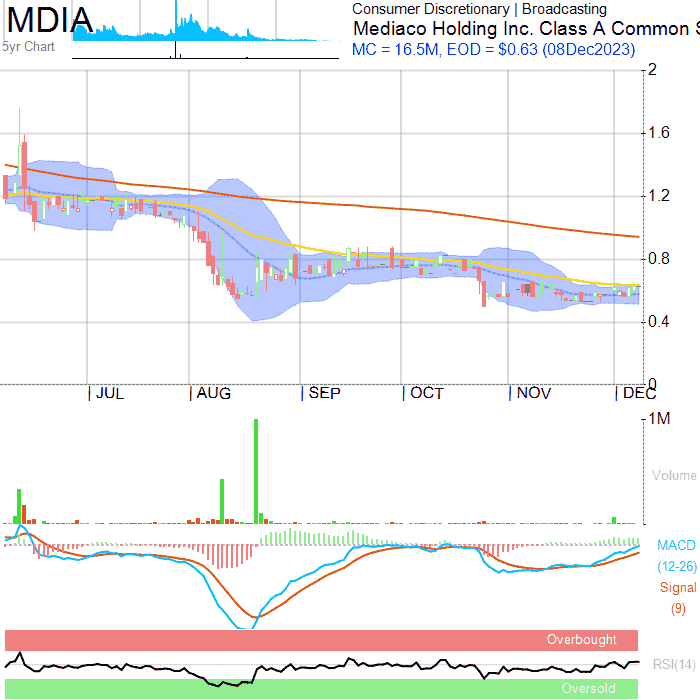 MDIA
5yr Chart
Consumer Discretionary | Broadcasting
Mediaco Holding Inc. Class A Common S
MC = 16.5M, EOD = $0.63 (08Dec2023)
2
1.6
1.2
0.8
0.4
0
JUL AUG SEP OCT NOV DEC
1M
Volume
MACD
(12-26)
Signal
(9)
Overbought
RSI(14)
Oversold